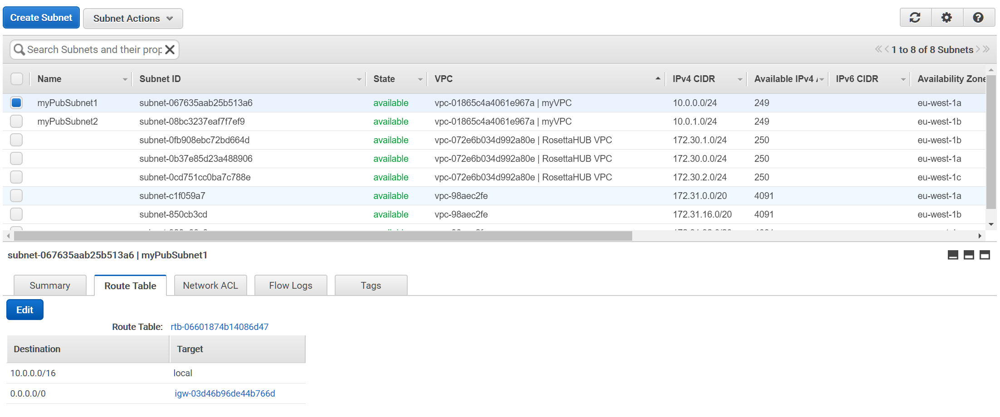 Create Subnet Subnet Actions
Search Subnets and their prop
1 to 8 of 8 Subnets
Name Subnet ID State VPC IPv4 CIDR Available IPv4 IPv6 CIDR Availability Zone
myPubSubnet1 subnet-067635aab25b513a6 available vpc-01865c4a4061e967a | myVPC 10.0.0.0/24 249 eu-west-1a
myPubSubnet2 subnet-08bc3237eaf7f7ef9 available vpc-01865c4a4061e967a | myVPC 10.0.1.0/24 249 eu-west-1b
subnet-0fb908ebc72bd664d available vpc-072e6b034d992a80e | RosettaHUB VPC 172.30.1.0/24 250 eu-west-1b
subnet-0b37e85d23a488906 available vpc-072e6b034d992a80e | RosettaHUB VPC 172.30.0.0/24 250 eu-west-1a
subnet-0cd751cc0ba7c788e available vpc-072e6b034d992a80e | RosettaHUB VPC 172.30.2.0/24 250 eu-west-1c
subnet-c1f059a7 available vpc-98aec2fe 172.31.0.0/20 4091 eu-west-1a
subnet-850cb3cd available vpc-98aec2fe 172.31.16.0/20 4091 eu-west-1b
subnet-067635aab25b513a6 | myPubSubnet1
Summary Route Table Network ACL Flow Logs Tags
Edit
Route Table: rtb-06601874b14086d47
Destination Target
10.0.0.0/16 local
0.0.0.0/0 igw-03d46b96de44b766d